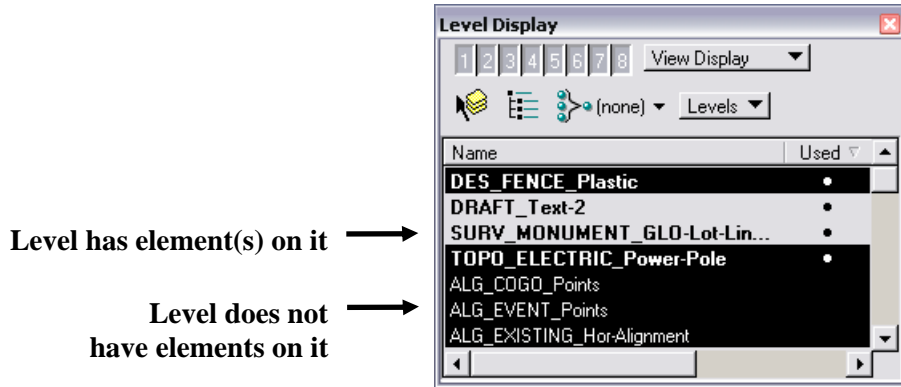 Level Display
1 2 3 4 5 6 7 8 View Display
(none) Levels
Name Used
DES_FENCE_Plastic
DRAFT_Text-2
Level has element(s) on it
SURV_MONUMENT_GLO-Lot-Lin...
TOPO_ELECTRIC_Power-Pole
ALG_COGO_Points
Level does not
have elements on it
ALG_EVENT_Points
ALG_EXISTING_Hor-Alignment